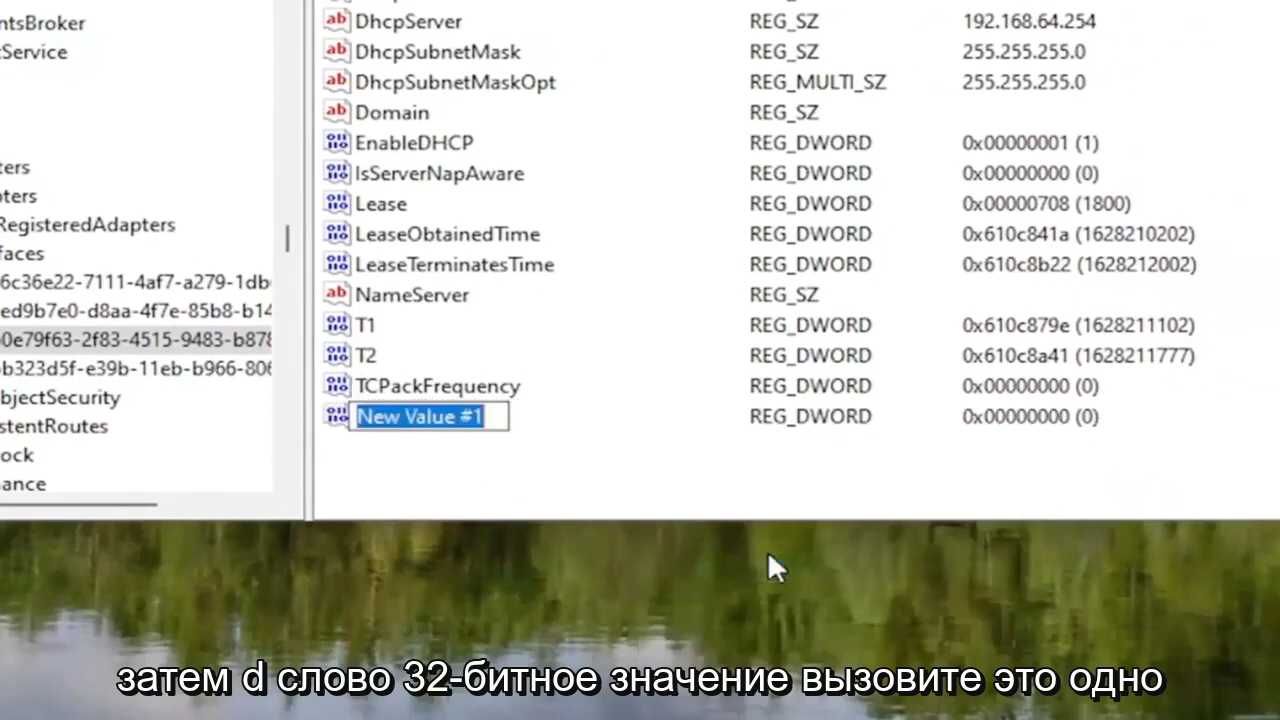 ntsBroker
tService
ters
oters
RegisteredAdapters
faces
6c36e22-7111-4af7-a279-1db
ed9b7e0-d8aa-4f7e-85b8-b14
0e79f63-2f83-4515-9483-b878
b323d5f-e39b-11eb-b966-806
bjectSecurity
stentRoutes
ock
ance
DhcpServer REG_SZ 192.168.64.254
DhcpSubnetMask REG_SZ 255.255.255.0
DhcpSubnetMaskOpt REG_MULTI_SZ 255.255.255.0
Domain REG_SZ
EnableDHCP REG_DWORD 0x00000001 (1)
IsServerNapAware REG_DWORD 0x00000000 (0)
Lease REG_DWORD 0x00000708 (1800)
LeaseObtainedTime REG_DWORD 0x610c841a (1628210202)
LeaseTerminatesTime REG_DWORD 0x610c8b22 (1628212002)
NameServer REG_SZ
T1 REG_DWORD 0x610c879e (1628211102)
T2 REG_DWORD 0x610c8a41 (1628211777)
TCPackFrequency REG_DWORD 0x00000000 (0)
New Value #1 REG_DWORD 0x00000000 (0)
затем d слово 32-битное значение вызовите это одно